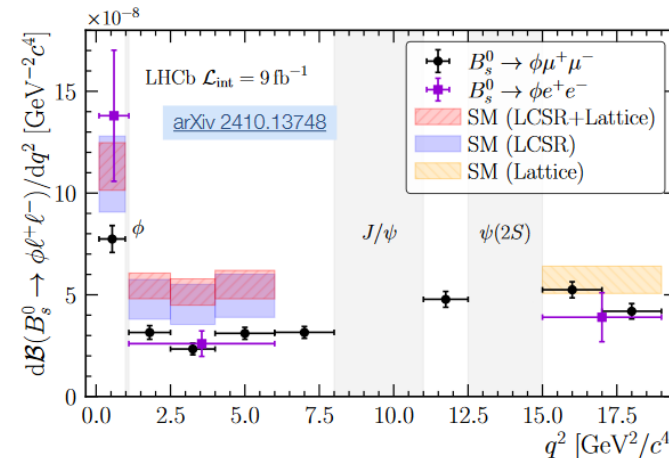 ×10⁻⁸
dℬ(B⁰ₛ → ϕℓ⁺ℓ⁻)/dq² [GeV⁻²c⁴]
15
10
5
0
LHCb ℒ_int = 9 fb⁻¹
arXiv 2410.13748
B⁰ₛ → ϕμ⁺μ⁻
B⁰ₛ → ϕe⁺e⁻
SM (LCSR+Lattice)
SM (LCSR)
SM (Lattice)
ϕ
J/ψ
ψ(2S)
0.0 2.5 5.0 7.5 10.0 12.5 15.0 17.5
q² [GeV²/c⁴